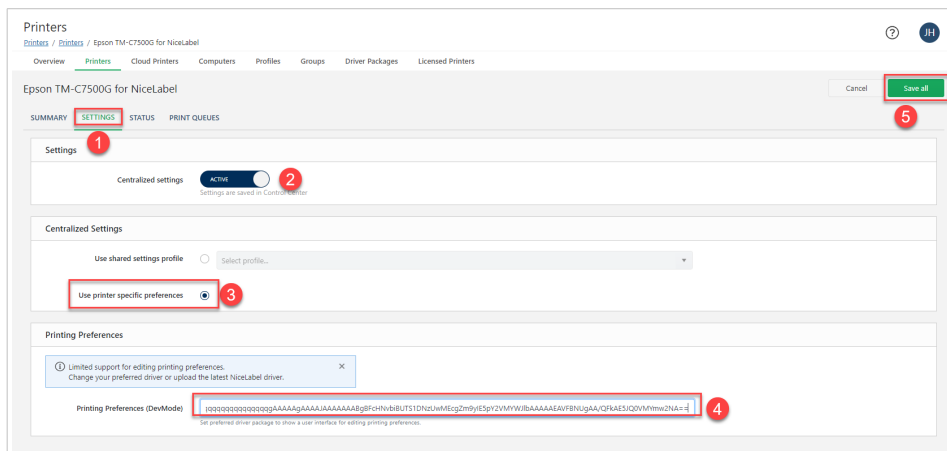 Printers
Printers / Printers / Epson TM-C7500G for NiceLabel
?
JH
Overview Printers Cloud Printers Computers Profiles Groups Driver Packages Licensed Printers
Epson TM-C7500G for NiceLabel
Cancel Save all
5
SUMMARY SETTINGS STATUS PRINT QUEUES
1
Settings
Centralized settings ACTIVE 2
Settings are saved in Control Center
Centralized Settings
Use shared settings profile Select profile...
Use printer specific preferences 3
Printing Preferences
Limited support for editing printing preferences. ×
Change your preferred driver or upload the latest NiceLabel driver.
Printing Preferences (DevMode) 4
Set preferred driver package to show a user interface for editing printing preferences.